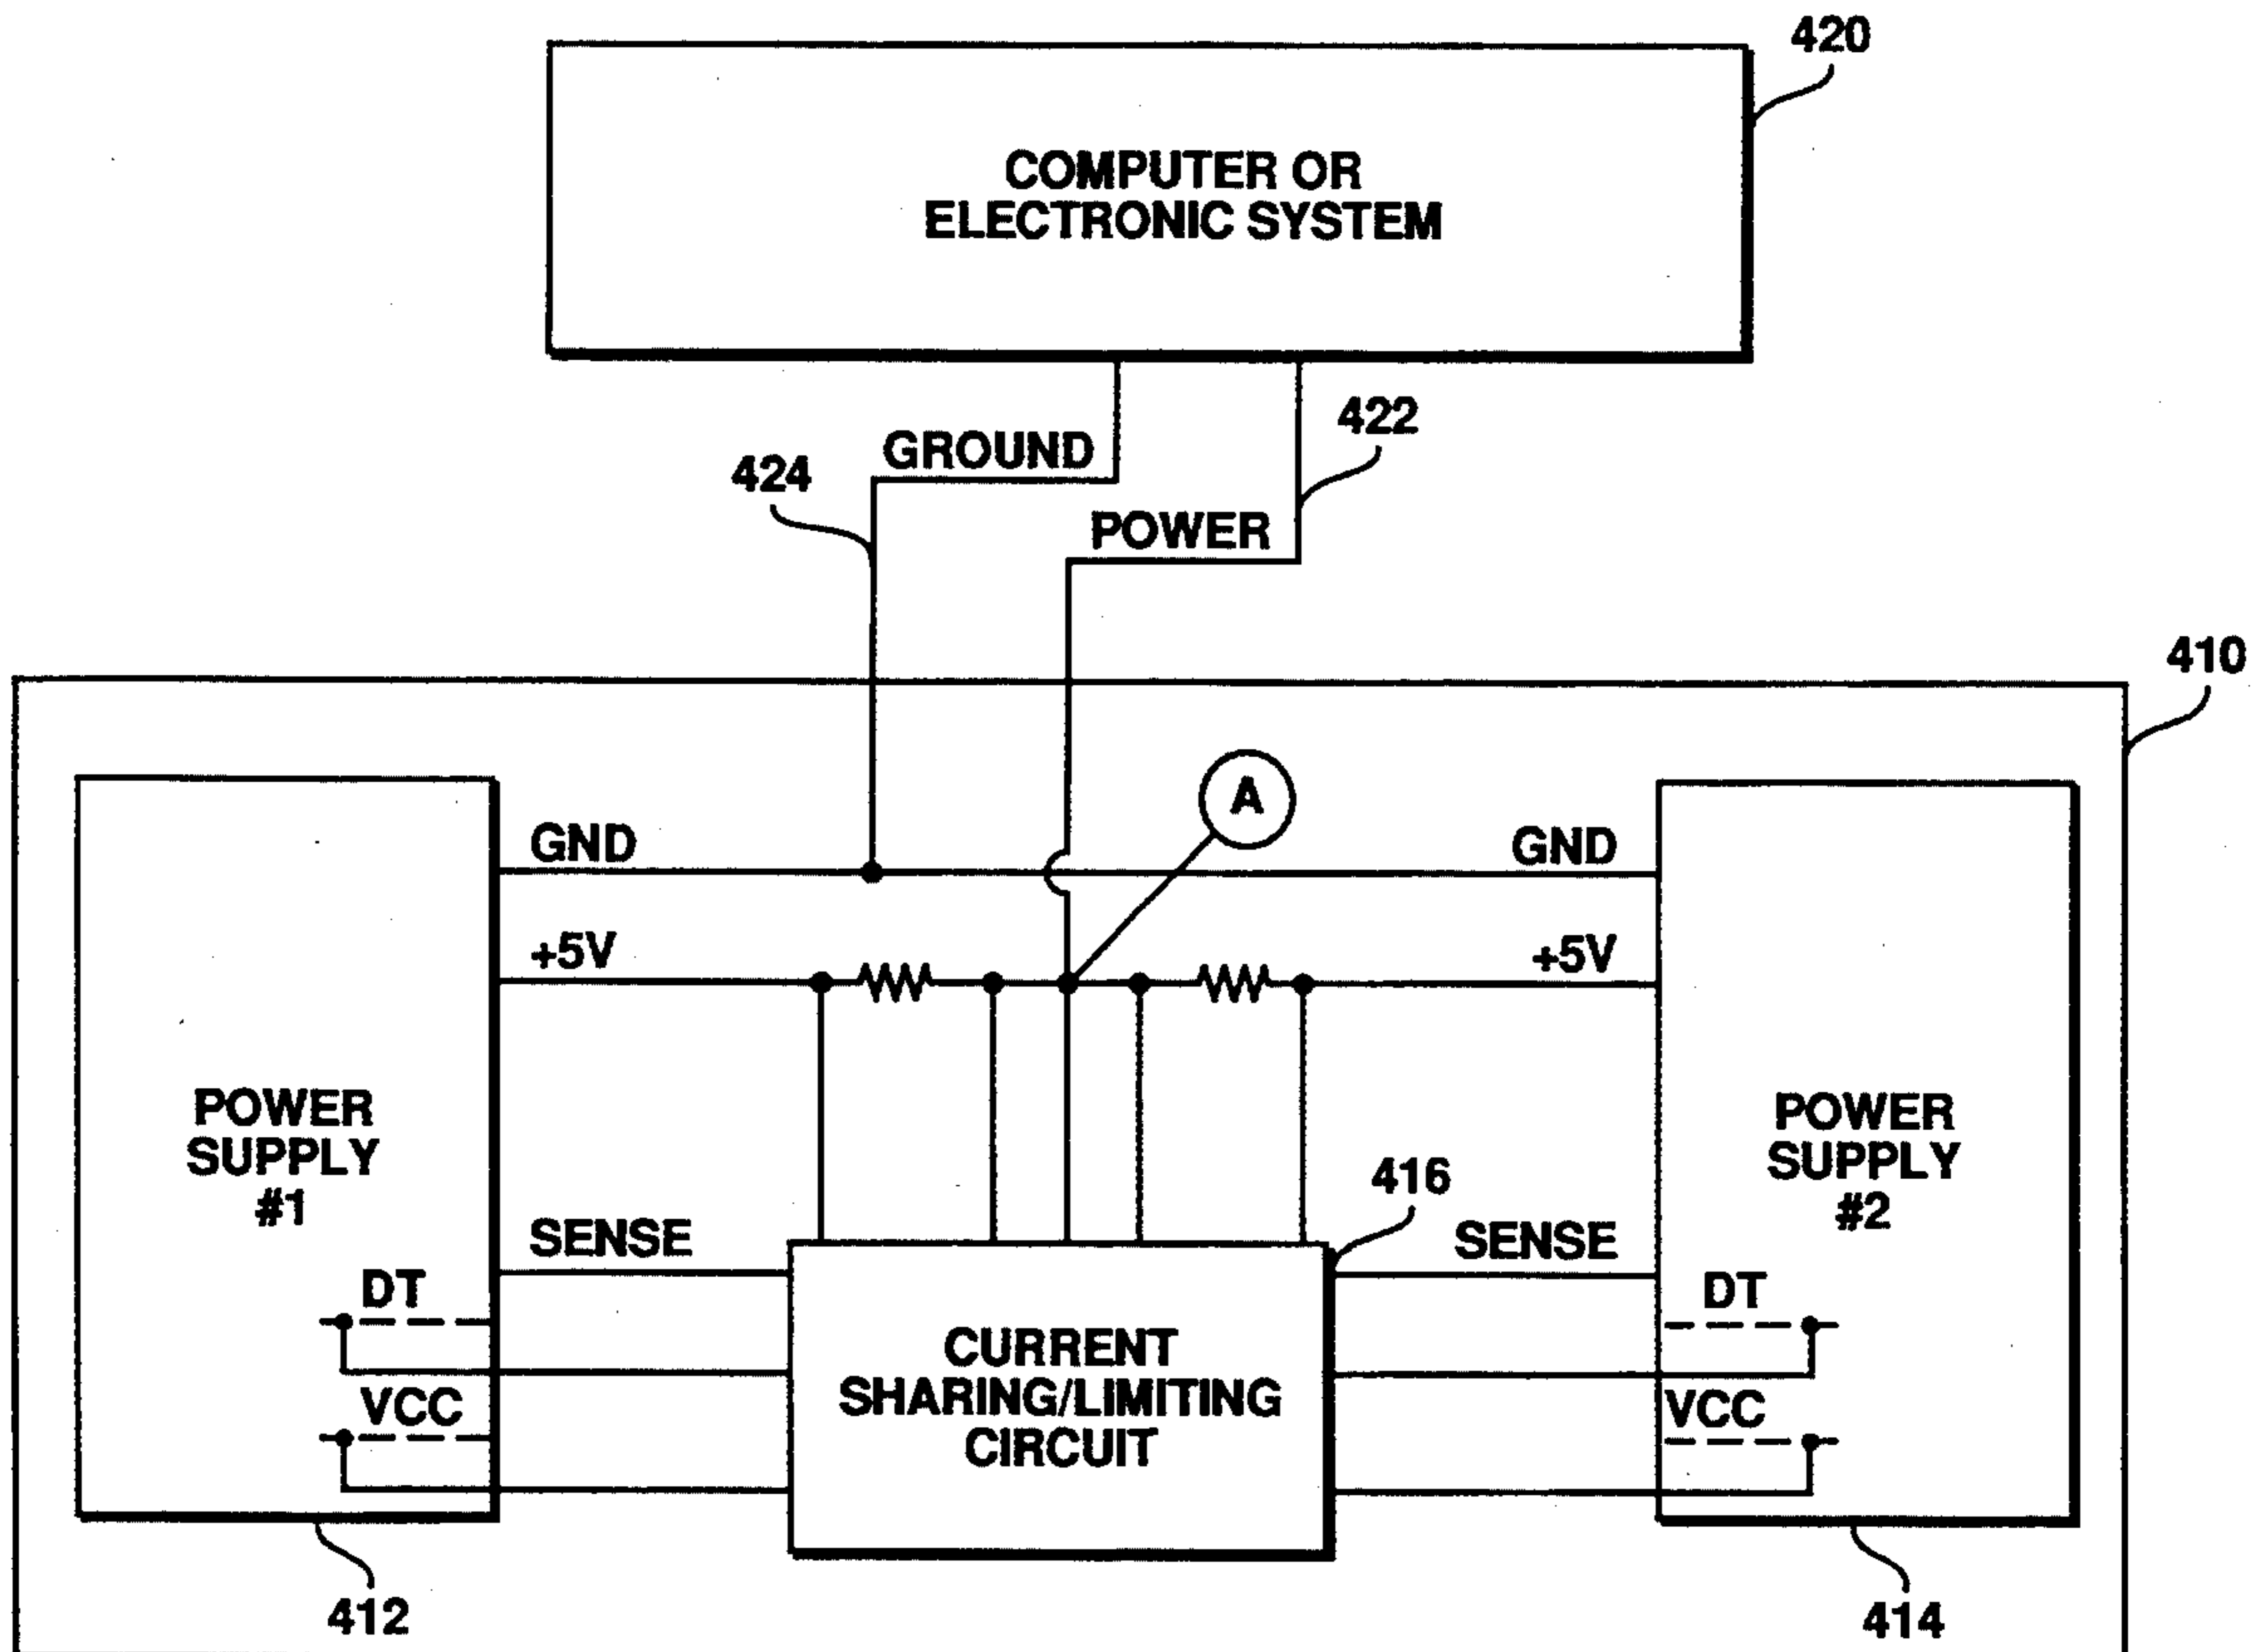 420
COMPUTER OR
ELECTRONIC SYSTEM
422
GROUND
424
POWER
410
A
GND
GND
+5V
+5V
POWER
SUPPLY
#1
POWER
SUPPLY
#2
416
SENSE
SENSE
DT
DT
CURRENT
SHARING/LIMITING
CIRCUIT
VCC
VCC
412
414